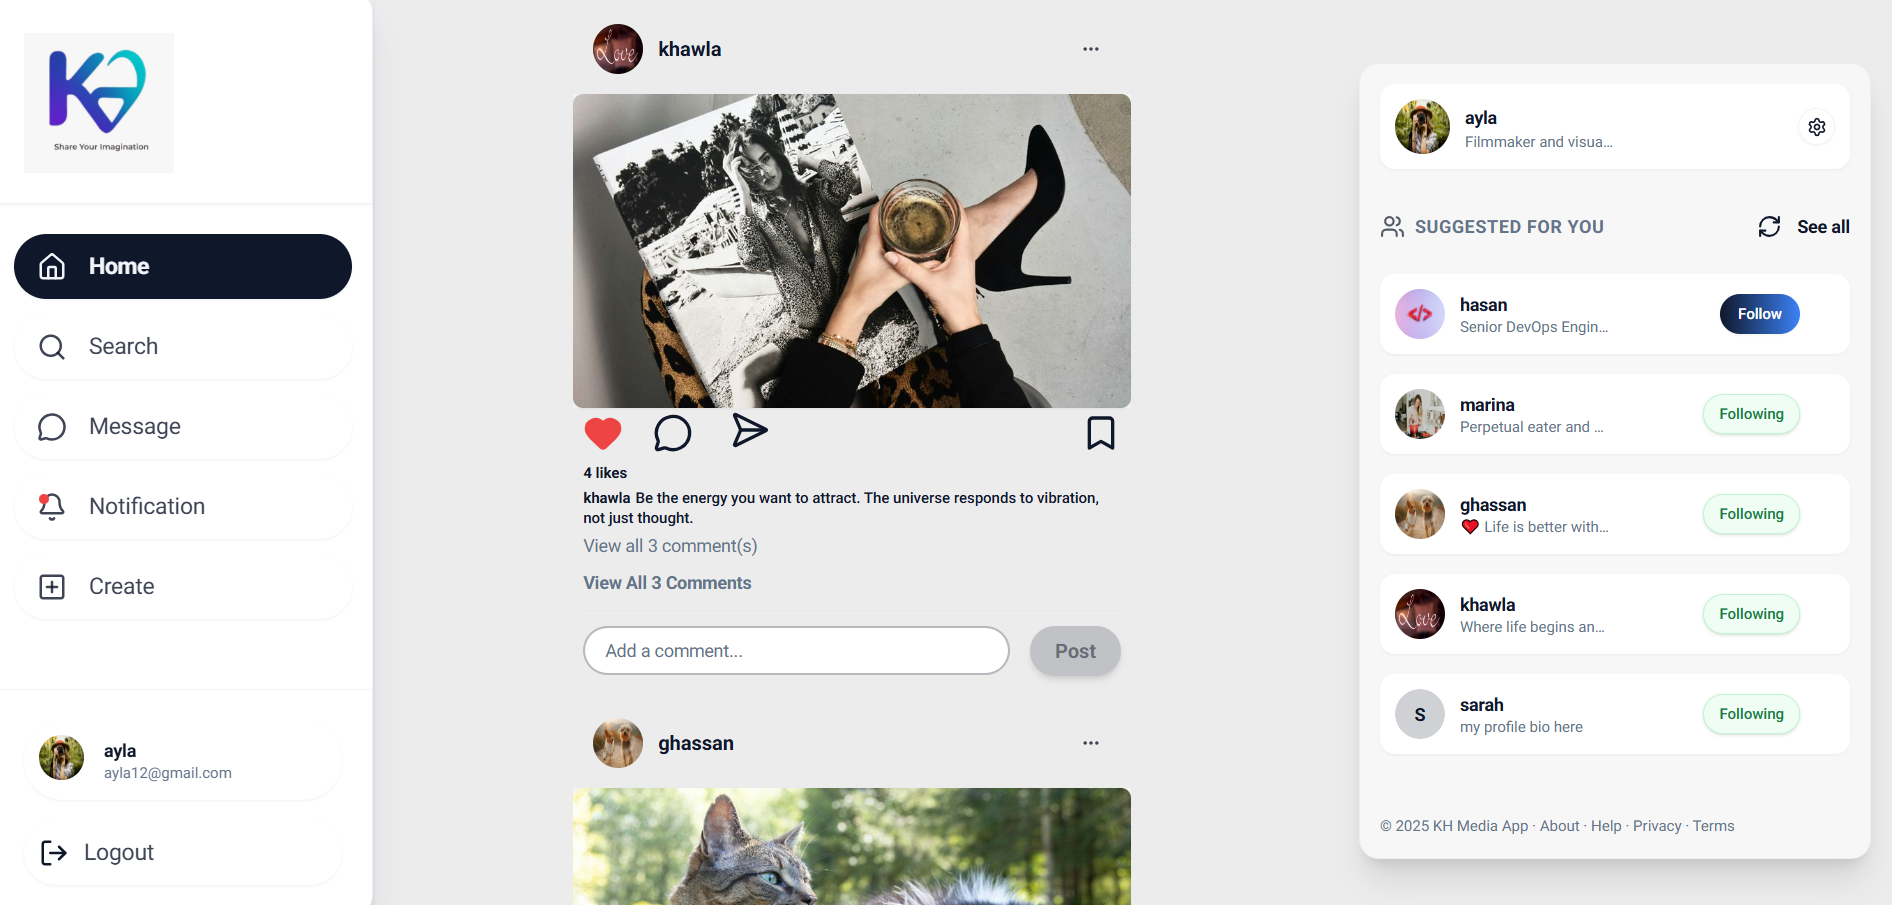 KH
Share Your Imagination
Home
Search
Message
Notification
Create
ayla
ayla12@gmail.com
Logout
Love
khawla
4 likes
khawla Be the energy you want to attract. The universe responds to vibration,
not just thought.
View all 3 comment(s)
View All 3 Comments
Add a comment...
Post
ghassan
ayla
Filmmaker and visua...
SUGGESTED FOR YOU
See all
</>
hasan
Senior DevOps Engin...
Follow
marina
Perpetual eater and ...
Following
ghassan
❤️ Life is better with...
Following
Love
khawla
Where life begins an...
Following
S
sarah
my profile bio here
Following
© 2025 KH Media App · About · Help · Privacy · Terms